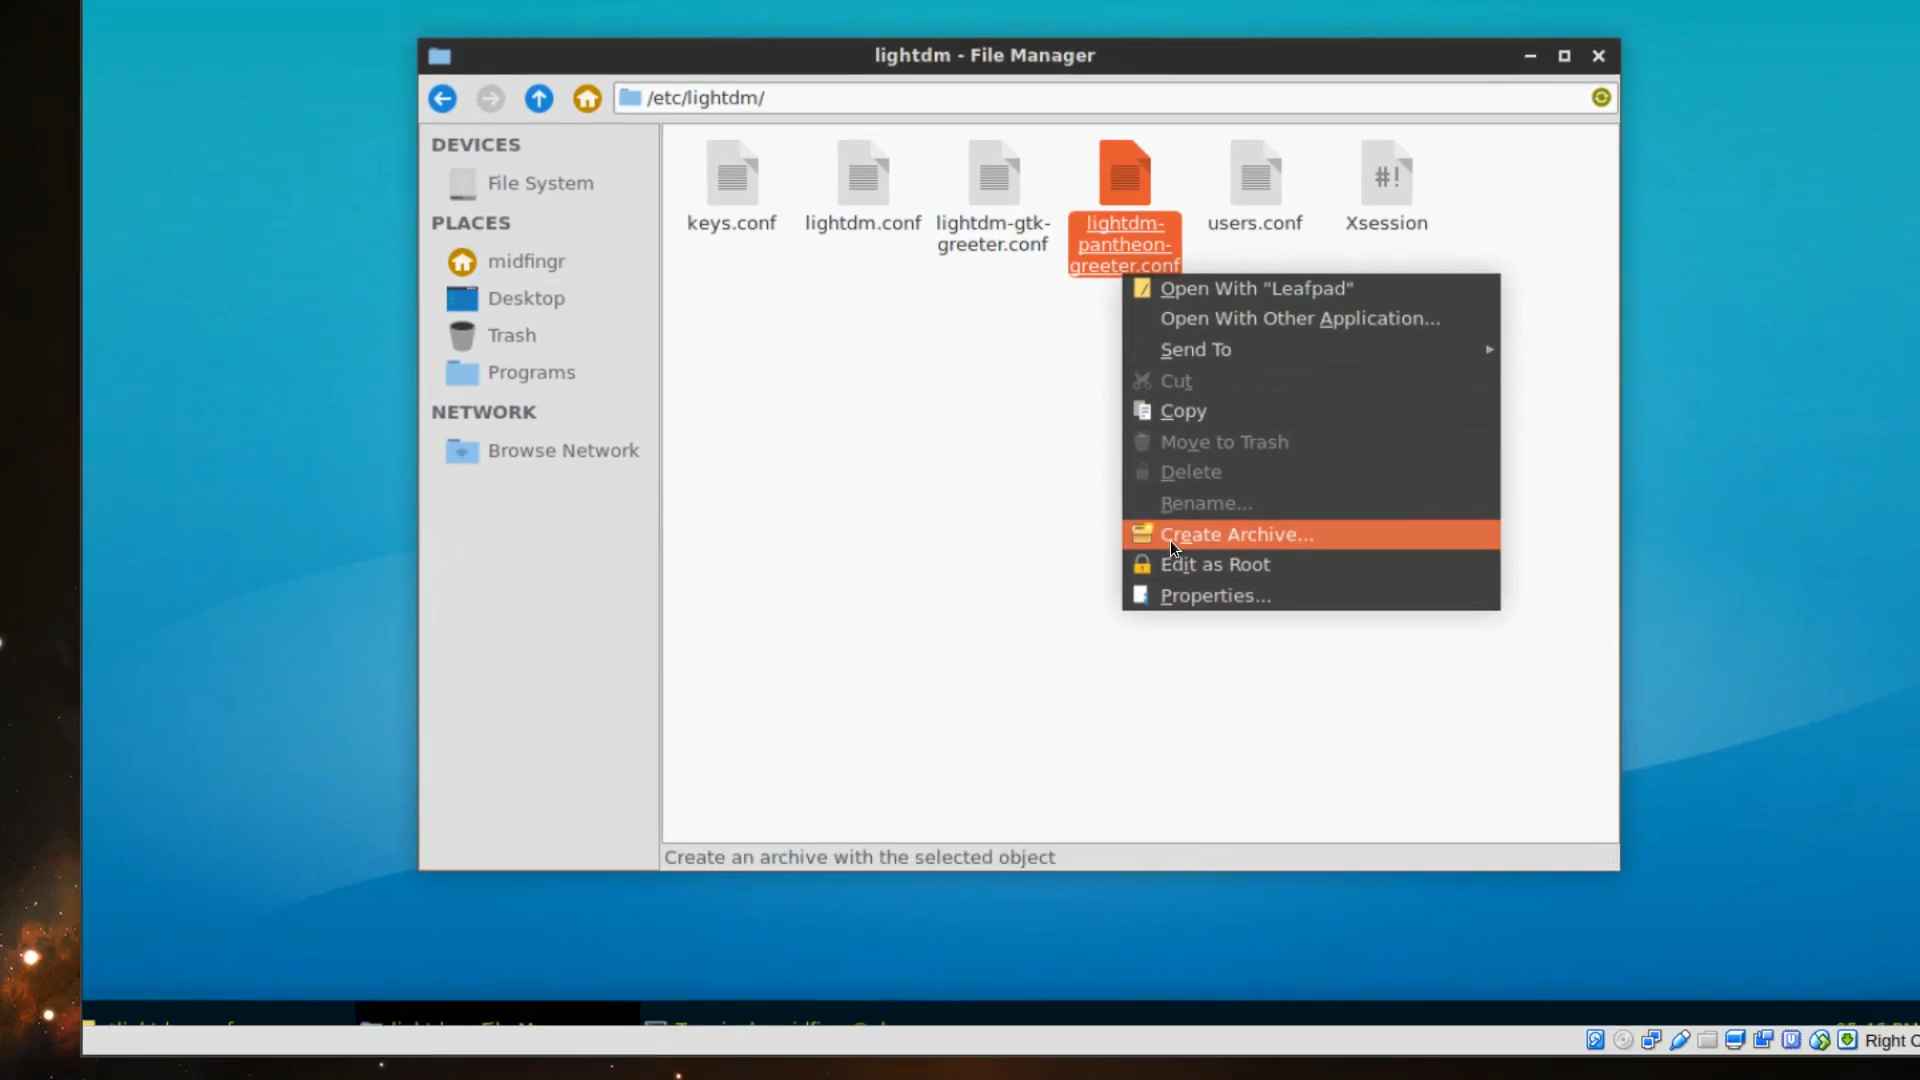 lightdm - File Manager
/etc/lightdm/
DEVICES
File System
PLACES
midfingr
Desktop
Trash
Programs
NETWORK
Browse Network
keys.conf
lightdm.conf
lightdm-gtk-
greeter.conf
lightdm-
pantheon-
greeter.conf
users.conf
#!
Xsession
Open With "Leafpad"
Open With Other Application...
Send To
Cut
Copy
Move to Trash
Delete
Rename...
Create Archive...
Edit as Root
Properties...
Create an archive with the selected object
Right C